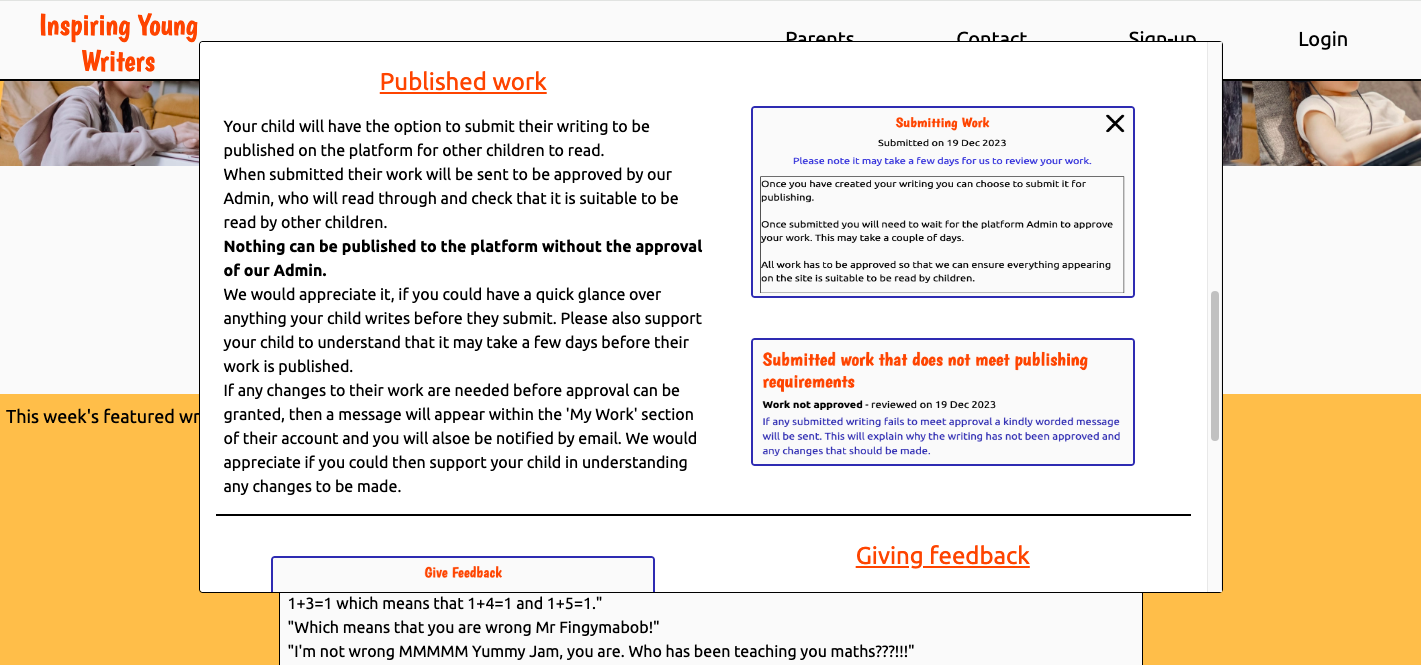 Inspiring Young
Writers
Parents
Contact
Sign-up
Login
Published work
Your child will have the option to submit their writing to be
published on the platform for other children to read.
When submitted their work will be sent to be approved by our
Admin, who will read through and check that it is suitable to be
read by other children.
Nothing can be published to the platform without the approval
of our Admin.
We would appreciate it, if you could have a quick glance over
anything your child writes before they submit. Please also support
your child to understand that it may take a few days before their
work is published.
If any changes to their work are needed before approval can be
granted, then a message will appear within the 'My Work' section
of their account and you will alsoe be notified by email. We would
appreciate if you could then support your child in understanding
any changes to be made.
Submitting Work
Submitted on 19 Dec 2023
Please note it may take a few days for us to review your work.
Once you have created your writing you can choose to submit it for
publishing.
Once submitted you will need to wait for the platform Admin to approve
your work. This may take a couple of days.
All work has to be approved so that we can ensure everything appearing
on the site is suitable to be read by children.
Submitted work that does not meet publishing
requirements
Work not approved - reviewed on 19 Dec 2023
If any submitted writing fails to meet approval a kindly worded message
will be sent. This will explain why the writing has not been approved and
any changes that should be made.
This week's featured wr
Give Feedback
Giving feedback
1+3=1 which means that 1+4=1 and 1+5=1."
"Which means that you are wrong Mr Fingymabob!"
"I'm not wrong MMMMM Yummy Jam, you are. Who has been teaching you maths???!!!"